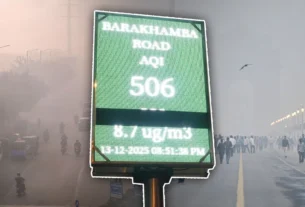 BARAKHAMBA
ROAD
AQI
506
8.7 ug/m3
13-12-2025 08:51:38 PM